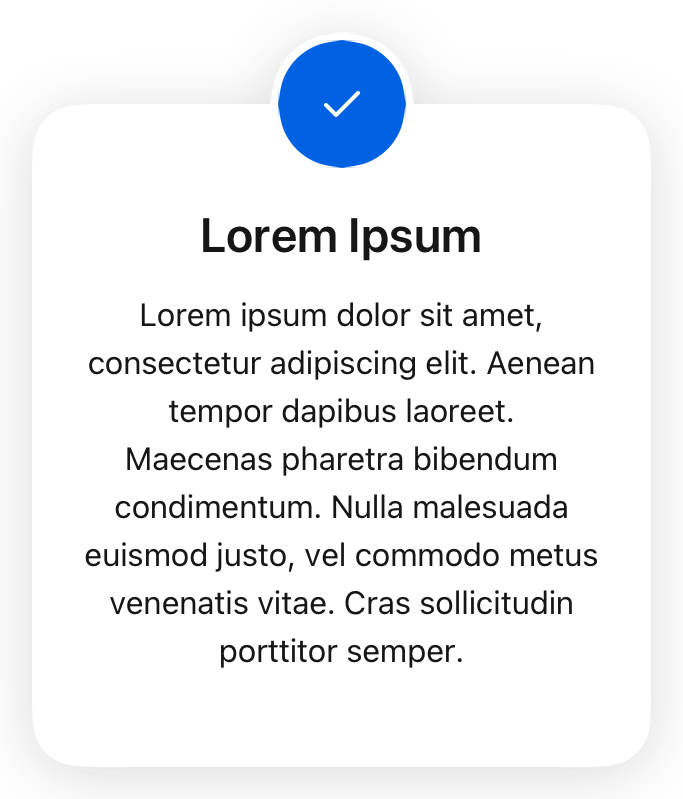 Lorem Ipsum
Lorem ipsum dolor sit amet,
consectetur adipiscing elit. Aenean
tempor dapibus laoreet.
Maecenas pharetra bibendum
condimentum. Nulla malesuada
euismod justo, vel commodo metus
venenatis vitae. Cras sollicitudin
porttitor semper.